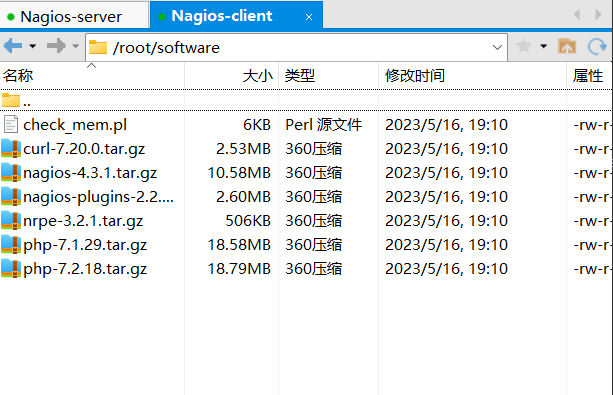 Nagios-server Nagios-client ×
/root/software
名称 大小 类型 修改时间 属性
..
check_mem.pl 6KB Perl 源文件 2023/5/16, 19:10 -rw-r-
curl-7.20.0.tar.gz 2.53MB 360压缩 2023/5/16, 19:10 -rw-r-
nagios-4.3.1.tar.gz 10.58MB 360压缩 2023/5/16, 19:10 -rw-r-
nagios-plugins-2.2.... 2.60MB 360压缩 2023/5/16, 19:10 -rw-r-
nrpe-3.2.1.tar.gz 506KB 360压缩 2023/5/16, 19:10 -rw-r-
php-7.1.29.tar.gz 18.58MB 360压缩 2023/5/16, 19:10 -rw-r-
php-7.2.18.tar.gz 18.79MB 360压缩 2023/5/16, 19:10 -rw-r-